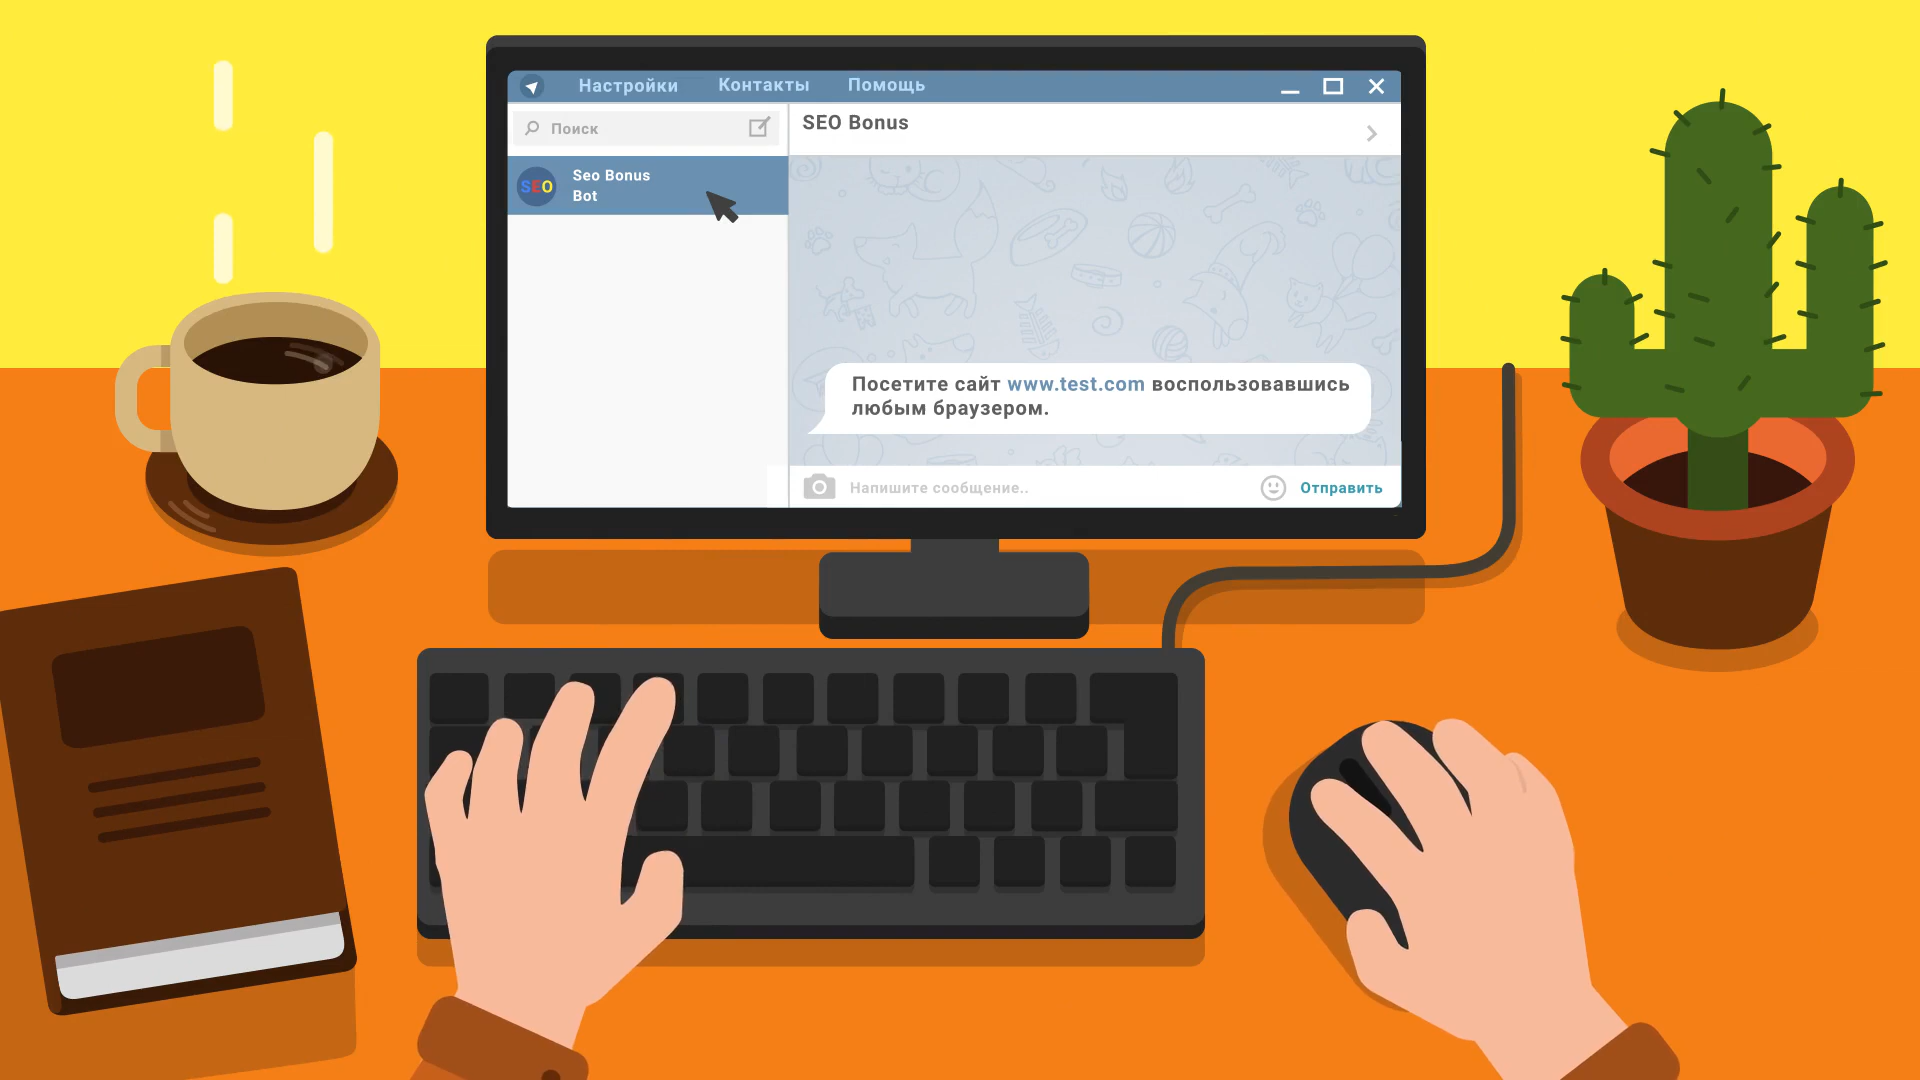 Настройки Контакты Помощь
Поиск
SEO Bonus
SEO
Seo Bonus
Bot
Посетите сайт www.test.com воспользовавшись
любым браузером.
Напишите сообщение..
Отправить